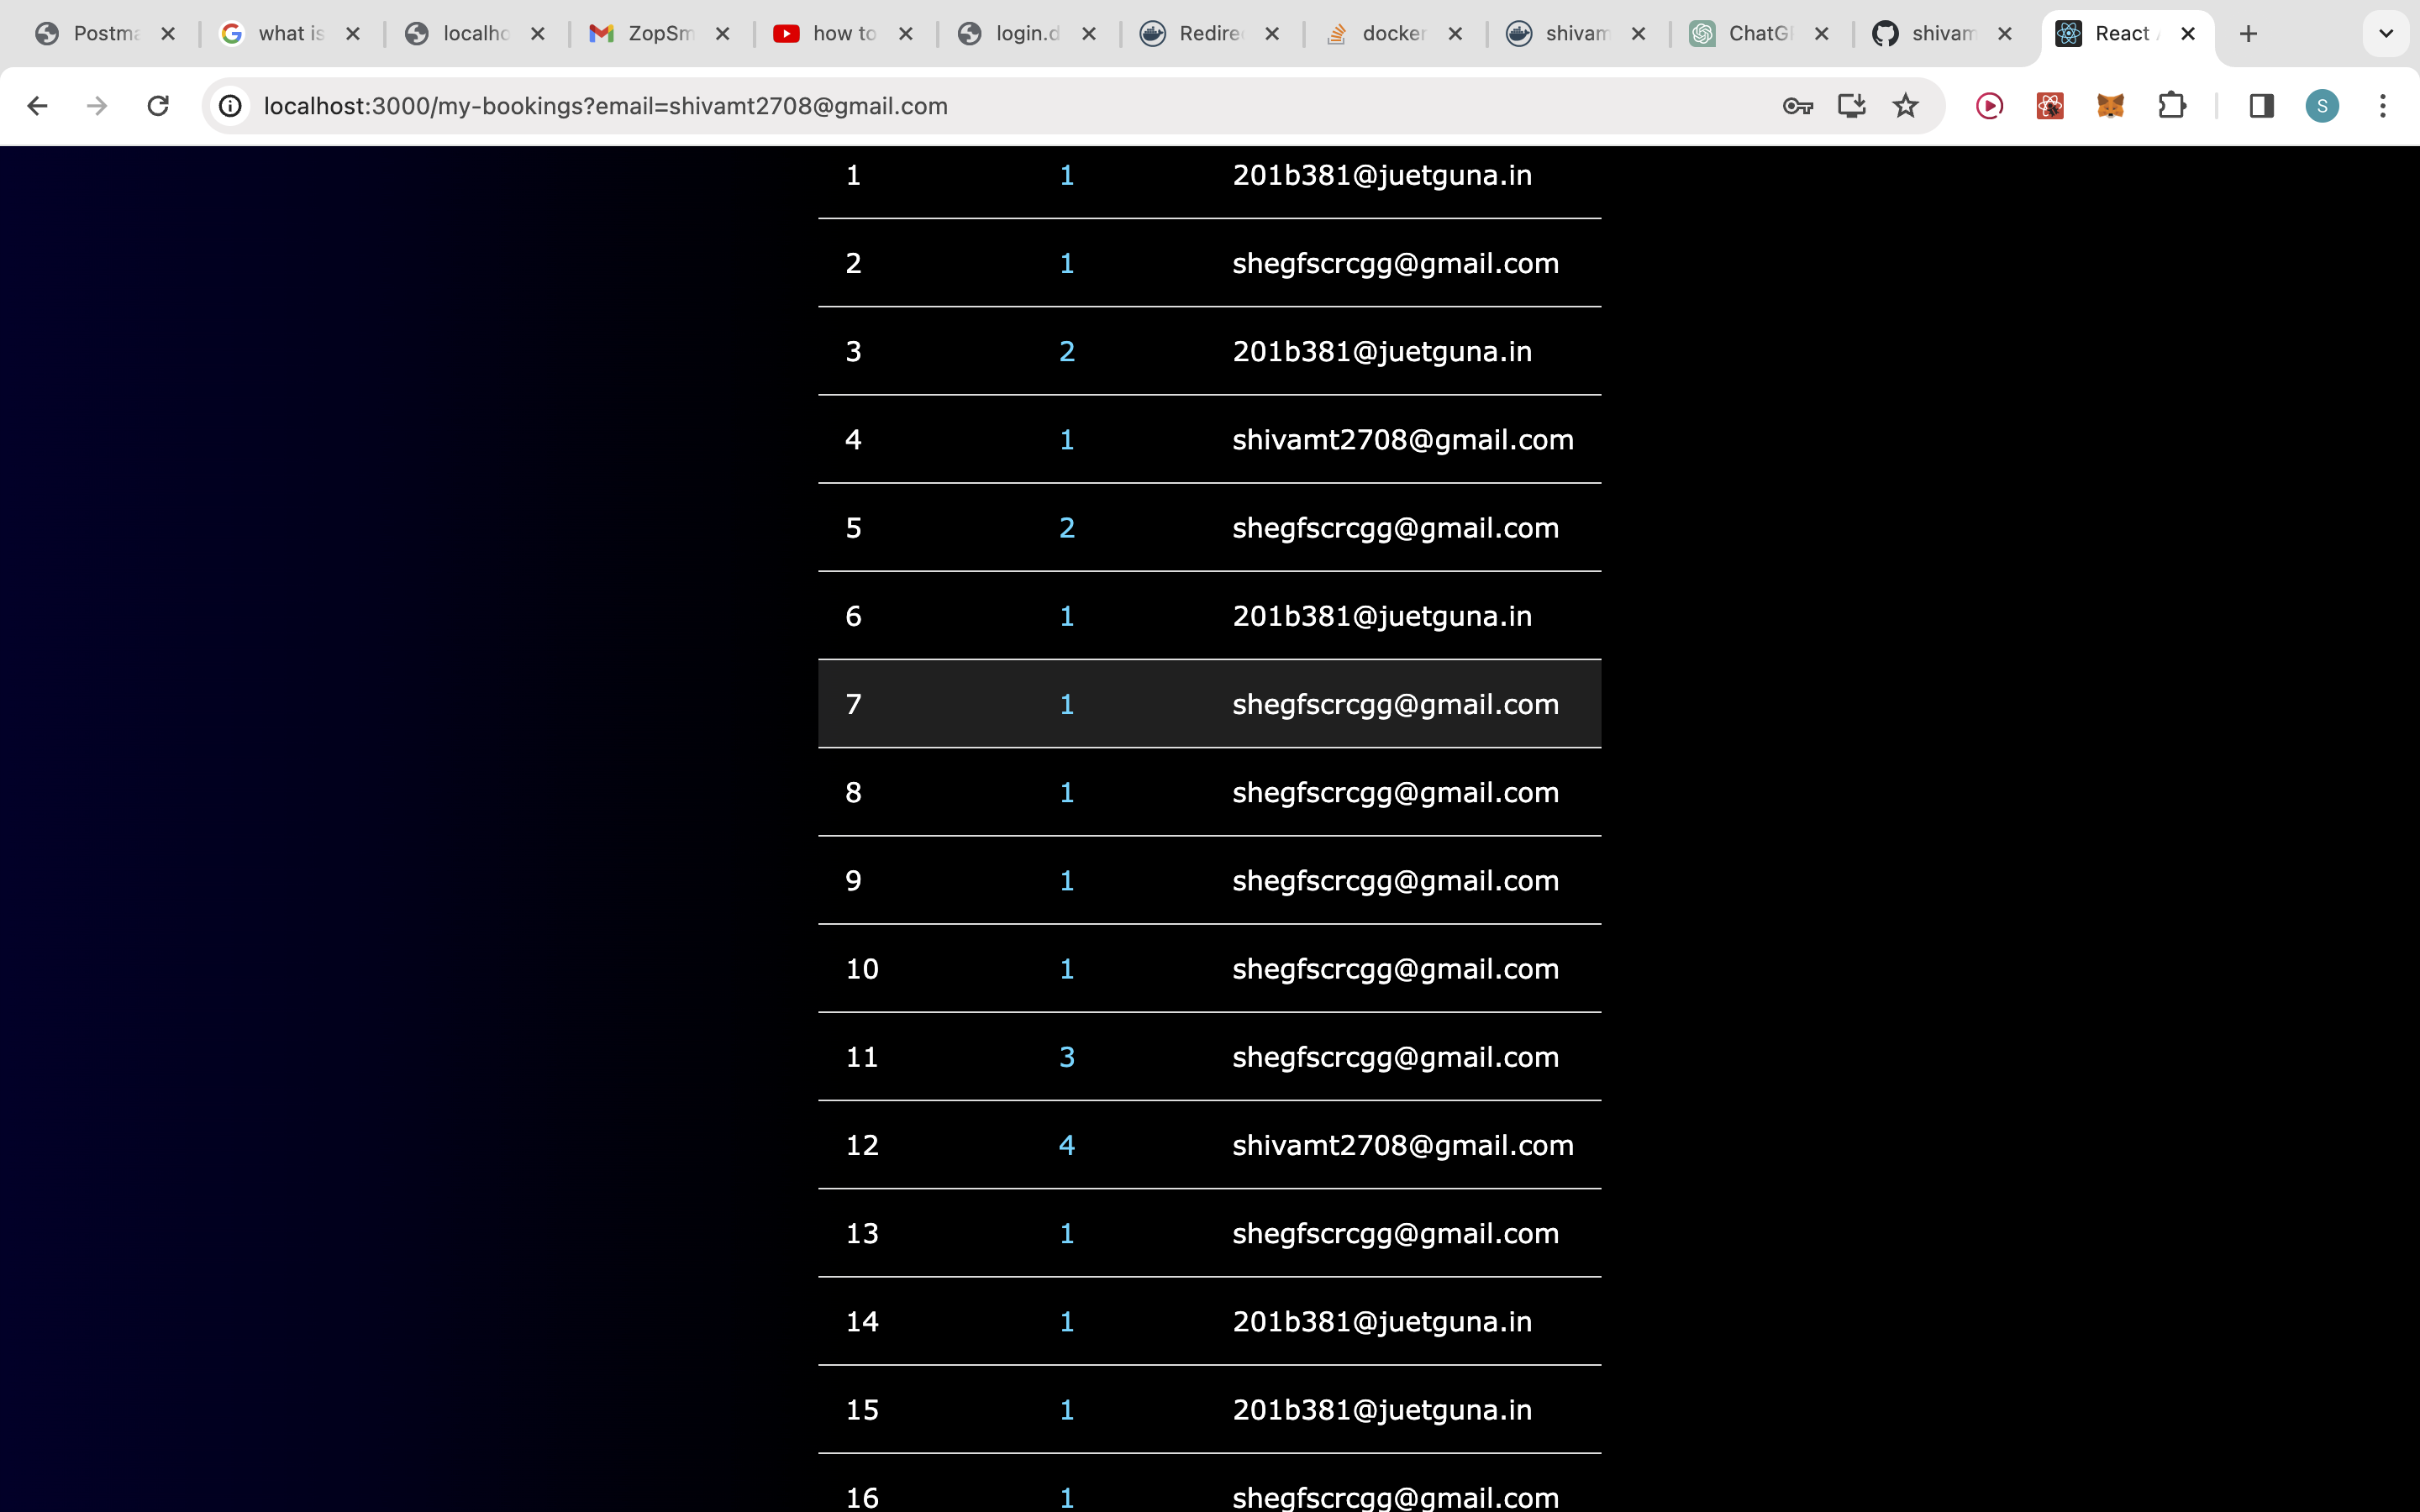 Postma what is localho ZopSm how to login.d Redire docker shivam ChatG shivam React
localhost:3000/my-bookings?email=shivamt2708@gmail.com S
1 1 201b381@juetguna.in
2 1 shegfscrcgg@gmail.com
3 2 201b381@juetguna.in
4 1 shivamt2708@gmail.com
5 2 shegfscrcgg@gmail.com
6 1 201b381@juetguna.in
7 1 shegfscrcgg@gmail.com
8 1 shegfscrcgg@gmail.com
9 1 shegfscrcgg@gmail.com
10 1 shegfscrcgg@gmail.com
11 3 shegfscrcgg@gmail.com
12 4 shivamt2708@gmail.com
13 1 shegfscrcgg@gmail.com
14 1 201b381@juetguna.in
15 1 201b381@juetguna.in
16 1 shegfscrcgg@gmail.com